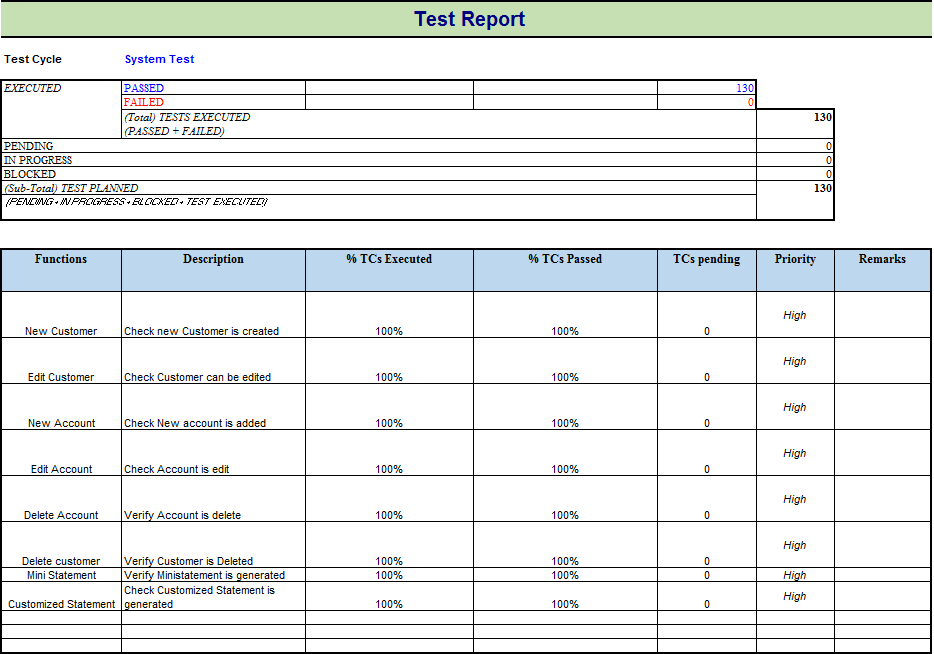 Test Report
Test Cycle System Test
EXECUTED PASSED 130
FAILED 0
(Total) TESTS EXECUTED 130
(PASSED + FAILED)
PENDING 0
IN PROGRESS 0
BLOCKED 0
(Sub-Total) TEST PLANNED 130
(PENDING + IN PROGRESS + BLOCKED + TEST EXECUTED)
Functions Description % TCs Executed % TCs Passed TCs pending Priority Remarks
New Customer Check new Customer is created 100% 100% 0 High
Edit Customer Check Customer can be edited 100% 100% 0 High
New Account Check New account is added 100% 100% 0 High
Edit Account Check Account is edit 100% 100% 0 High
Delete Account Verify Account is delete 100% 100% 0 High
Delete customer Verify Customer is Deleted 100% 100% 0 High
Mini Statement Verify Ministatement is generated 100% 100% 0 High
Check Customized Statement is High
Customized Statement generated 100% 100% 0